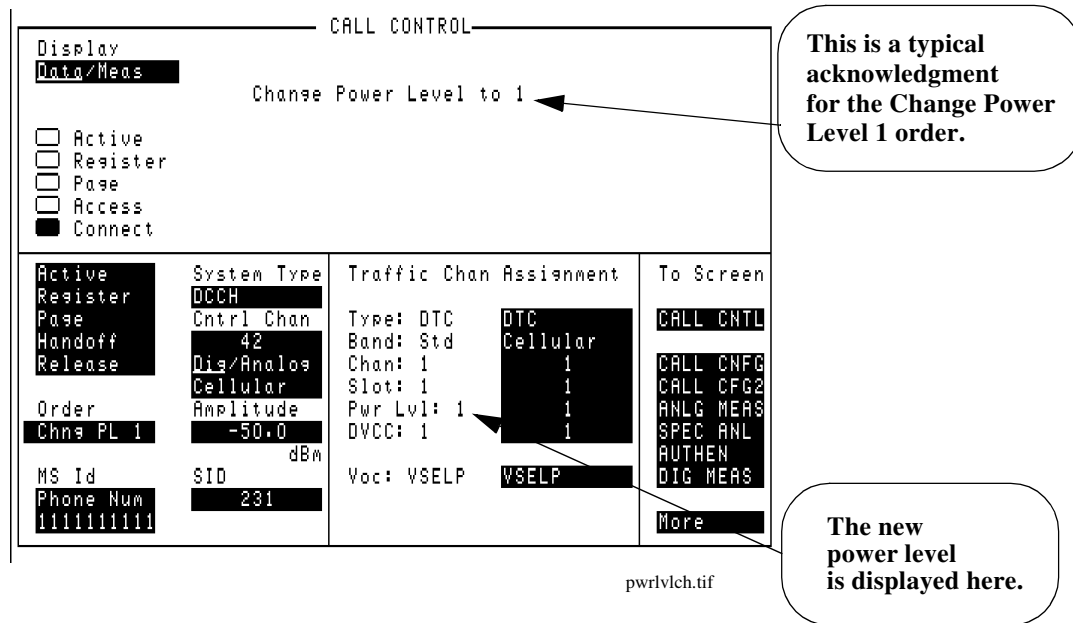 CALL CONTROL
Display
Data/Meas
Change Power Level to 1
Active
Register
Page
Access
Connect
Active
Register
Page
Handoff
Release
Order
Chng PL 1
MS Id
Phone Num
1111111111
System Type
DCCH
Cntrl Chan
42
Dig/Analog
Cellular
Amplitude
-50.0
dBm
SID
231
Traffic Chan Assignment
Type: DTC DTC
Band: Std Cellular
Chan: 1 1
Slot: 1 1
Pwr Lvl: 1 1
DVCC: 1 1
Voc: VSELP VSELP
To Screen
CALL CNTL
CALL CNFG
CALL CFG2
ANLG MEAS
SPEC ANL
AUTHEN
DIG MEAS
More
This is a typical
acknowledgment
for the Change Power
Level 1 order.
The new
power level
is displayed here.
pwrlvlch.tif